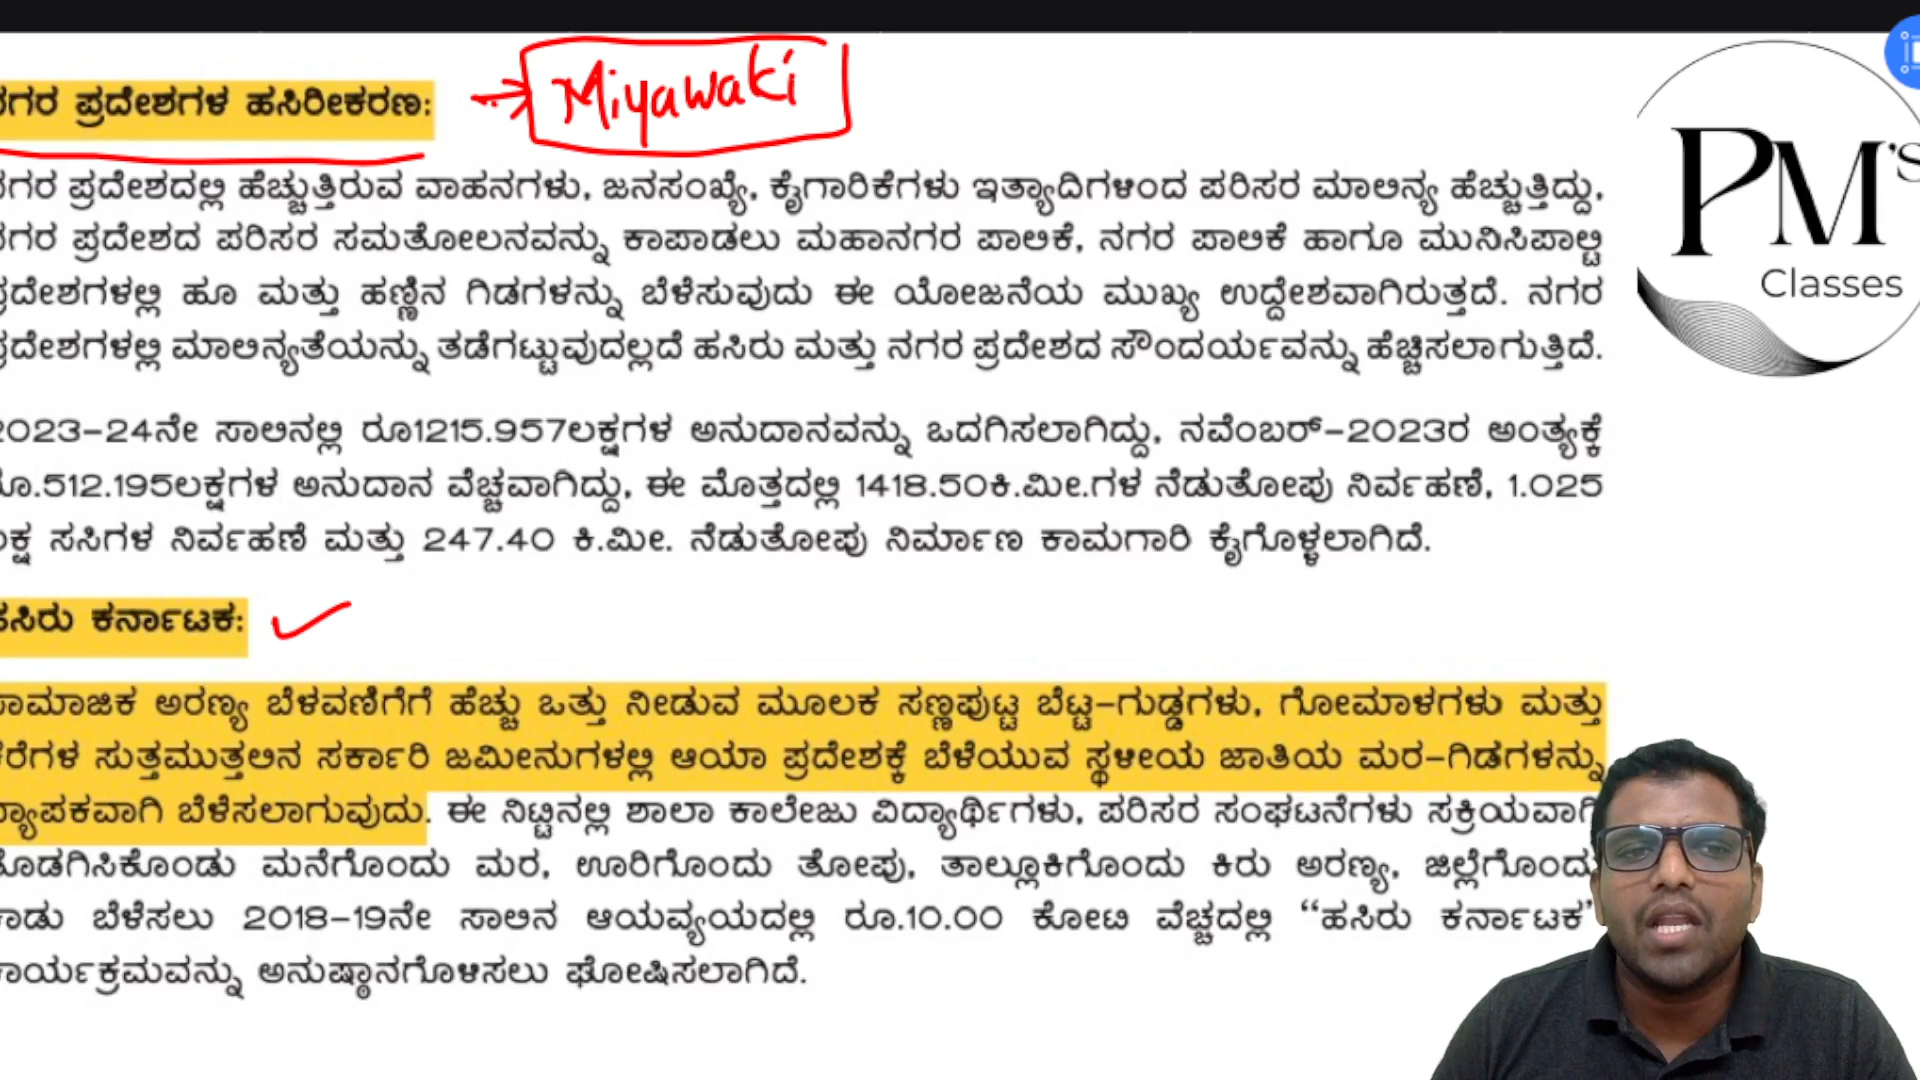 ನಗರ ಪ್ರದೇಶಗಳ ಹಸಿರೀಕರಣ: → Miyawaki
ನಗರ ಪ್ರದೇಶದಲ್ಲಿ ಹೆಚ್ಚುತ್ತಿರುವ ವಾಹನಗಳು, ಜನಸಂಖ್ಯೆ, ಕೈಗಾರಿಕೆಗಳು ಇತ್ಯಾದಿಗಳಿಂದ ಪರಿಸರ ಮಾಲಿನ್ಯ ಹೆಚ್ಚುತ್ತಿದ್ದು,
ನಗರ ಪ್ರದೇಶದ ಪರಿಸರ ಸಮತೋಲನವನ್ನು ಕಾಪಾಡಲು ಮಹಾನಗರ ಪಾಲಿಕೆ, ನಗರ ಪಾಲಿಕೆ ಹಾಗೂ ಮುನಿಸಿಪಾಲ್ಟಿ
ಪ್ರದೇಶಗಳಲ್ಲಿ ಹೂ ಮತ್ತು ಹಣ್ಣಿನ ಗಿಡಗಳನ್ನು ಬೆಳೆಸುವುದು ಈ ಯೋಜನೆಯ ಮುಖ್ಯ ಉದ್ದೇಶವಾಗಿರುತ್ತದೆ. ನಗರ
ಪ್ರದೇಶಗಳಲ್ಲಿ ಮಾಲಿನ್ಯತೆಯನ್ನು ತಡೆಗಟ್ಟುವುದಲ್ಲದೆ ಹಸಿರು ಮತ್ತು ನಗರ ಪ್ರದೇಶದ ಸೌಂದರ್ಯವನ್ನು ಹೆಚ್ಚಿಸಲಾಗುತ್ತಿದೆ.
2023-24ನೇ ಸಾಲಿನಲ್ಲಿ ರೂ1215.957ಲಕ್ಷಗಳ ಅನುದಾನವನ್ನು ಒದಗಿಸಲಾಗಿದ್ದು, ನವೆಂಬರ್-2023ರ ಅಂತ್ಯಕ್ಕೆ
ರೂ.512.195ಲಕ್ಷಗಳ ಅನುದಾನ ವೆಚ್ಚವಾಗಿದ್ದು, ಈ ಮೊತ್ತದಲ್ಲಿ 1418.50ಕಿ.ಮೀ.ಗಳ ನೆಡುತೋಪು ನಿರ್ವಹಣೆ, 1.025
ಲಕ್ಷ ಸಸಿಗಳ ನಿರ್ವಹಣೆ ಮತ್ತು 247.40 ಕಿ.ಮೀ. ನೆಡುತೋಪು ನಿರ್ಮಾಣ ಕಾಮಗಾರಿ ಕೈಗೊಳ್ಳಲಾಗಿದೆ.
ಹಸಿರು ಕರ್ನಾಟಕ:
ಸಾಮಾಜಿಕ ಅರಣ್ಯ ಬೆಳವಣಿಗೆಗೆ ಹೆಚ್ಚು ಒತ್ತು ನೀಡುವ ಮೂಲಕ ಸಣ್ಣಪುಟ್ಟ ಬೆಟ್ಟ-ಗುಡ್ಡಗಳು, ಗೋಮಾಳಗಳು ಮತ್ತು
ಕೆರೆಗಳ ಸುತ್ತಮುತ್ತಲಿನ ಸರ್ಕಾರಿ ಜಮೀನುಗಳಲ್ಲಿ ಆಯಾ ಪ್ರದೇಶಕ್ಕೆ ಬೆಳೆಯುವ ಸ್ಥಳೀಯ ಜಾತಿಯ ಮರ-ಗಿಡಗಳನ್ನು
ವ್ಯಾಪಕವಾಗಿ ಬೆಳೆಸಲಾಗುವುದು. ಈ ನಿಟ್ಟಿನಲ್ಲಿ ಶಾಲಾ ಕಾಲೇಜು ವಿದ್ಯಾರ್ಥಿಗಳು, ಪರಿಸರ ಸಂಘಟನೆಗಳು ಸಕ್ರಿಯವಾಗಿ
ತೊಡಗಿಸಿಕೊಂಡು ಮನೆಗೊಂದು ಮರ, ಊರಿಗೊಂದು ತೋಪು, ತಾಲ್ಲೂಕಿಗೊಂದು ಕಿರು ಅರಣ್ಯ, ಜಿಲ್ಲೆಗೊಂದು
ಕಾಡು ಬೆಳೆಸಲು 2018-19ನೇ ಸಾಲಿನ ಆಯವ್ಯಯದಲ್ಲಿ ರೂ.10.00 ಕೋಟಿ ವೆಚ್ಚದಲ್ಲಿ "ಹಸಿರು ಕರ್ನಾಟಕ"
ಕಾರ್ಯಕ್ರಮವನ್ನು ಅನುಷ್ಠಾನಗೊಳಿಸಲು ಘೋಷಿಸಲಾಗಿದೆ.
PM's
Classes